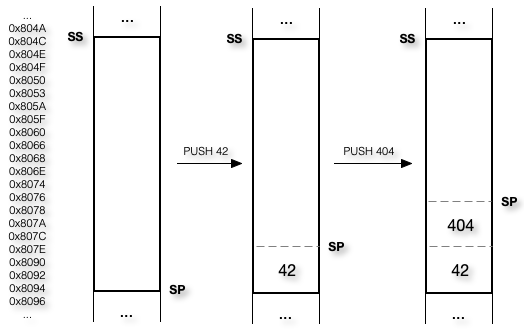 ...
0x804A
0x804C
0x804E
0x804F
0x8050
0x8053
0x805A
0x805F
0x8060
0x8066
0x8068
0x806E
0x8074
0x8076
0x8078
0x807A
0x807C
0x807E
0x8090
0x8092
0x8094
0x8096
...
...
SS
SP
...
PUSH 42
...
SS
SP
42
...
PUSH 404
...
SS
SP
404
42
...